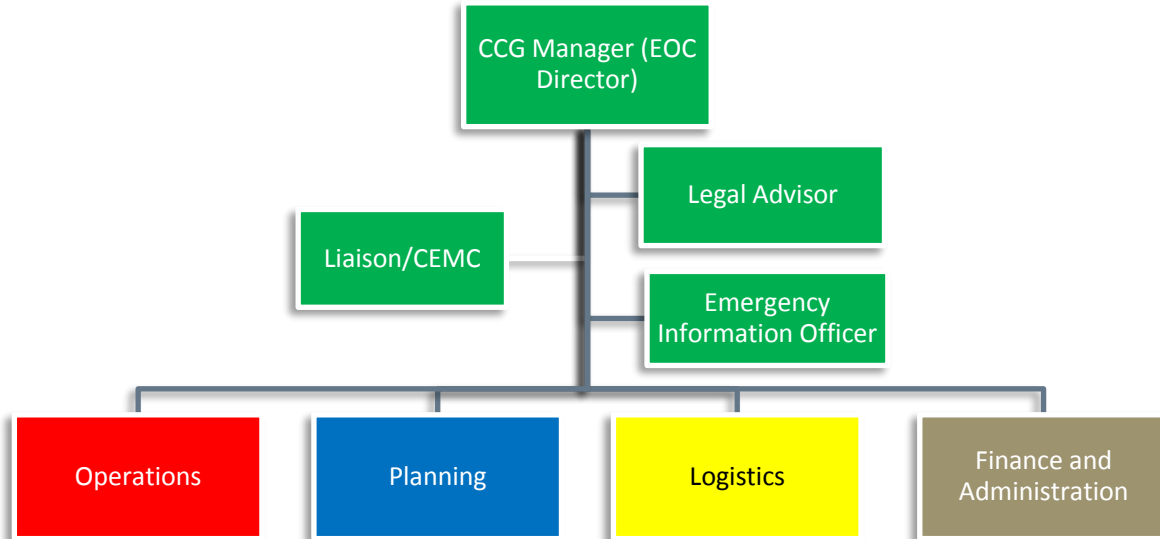 CCG Manager (EOC
Director)
Legal Advisor
Liaison/CEMC
Emergency
Information Officer
Operations
Planning
Logistics
Finance and
Administration